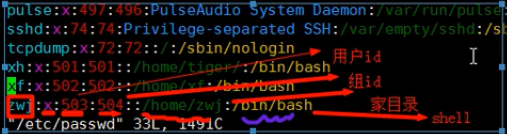 pulse:x:497:496:PulseAudio System Daemon:/var/run/pulse
sshd:x:74:74:Privilege-separated SSH:/var/empty/sshd:/s
tcpdump:x:72:72::/:/sbin/nologin
xh:x:501:501::/home/tiger/:/bin/bash
xf:x:502:502::/home/xf:/bin/bash
zwj:x:503:504::/home/zwj:/bin/bash
"/etc/passwd" 33L, 1491C
用户id
组id
家目录
shell